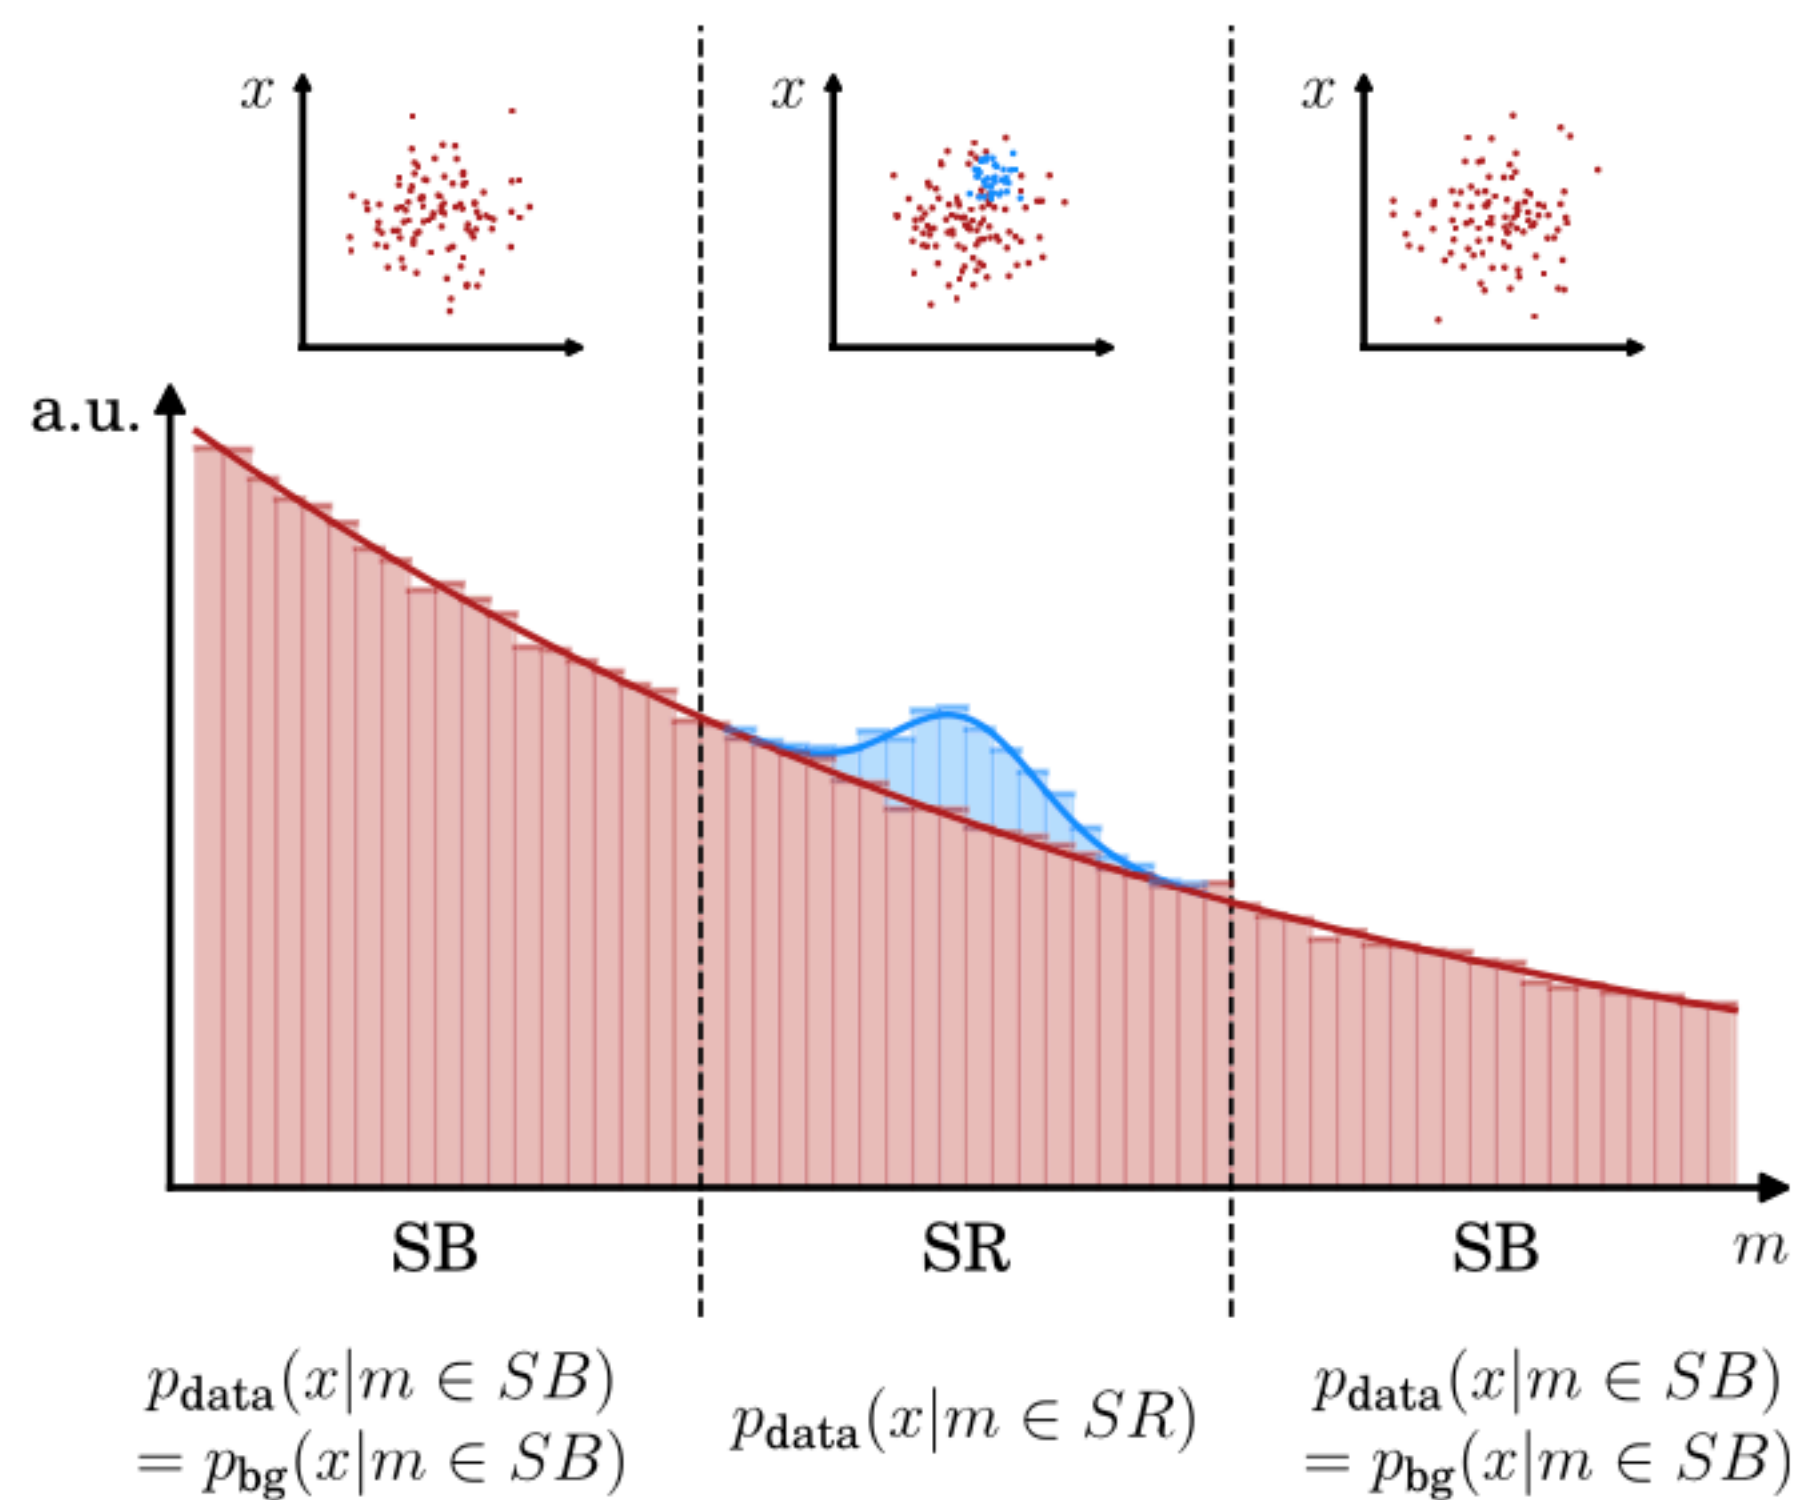 x
x
x
a.u.
SB
SR
SB
m
p_data(x|m ∈ SB)
= p_bg(x|m ∈ SB)
p_data(x|m ∈ SR)
p_data(x|m ∈ SB)
= p_bg(x|m ∈ SB)